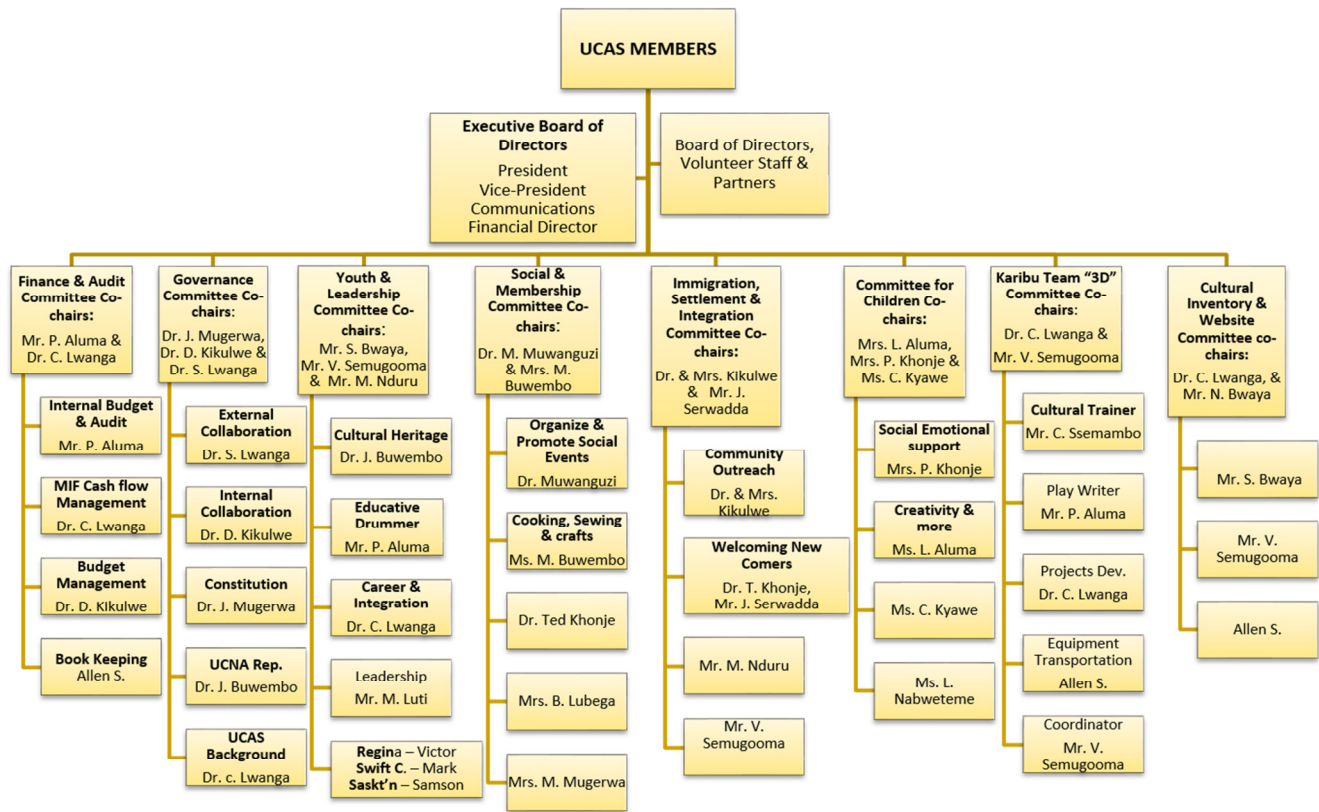 UCAS MEMBERS
Executive Board of
Directors
President
Vice-President
Communications
Financial Director
Board of Directors,
Volunteer Staff &
Partners
Finance & Audit
Committee Co-
chairs:
Mr. P. Aluma &
Dr. C. Lwanga
Internal Budget
& Audit
Mr. P. Aluma
MIF Cash flow
Management
Dr. C. Lwanga
Budget
Management
Dr. D. Kikulwe
Book Keeping
Allen S.
Governance
Committee Co-
chairs:
Dr. J. Mugerwa,
Dr. D. Kikulwe &
Dr. S. Lwanga
External
Collaboration
Dr. S. Lwanga
Internal
Collaboration
Dr. D. Kikulwe
Constitution
Dr. J. Mugerwa
UCNA Rep.
Dr. J. Buwembo
UCAS
Background
Dr. c. Lwanga
Youth &
Leadership
Committee Co-
chairs:
Mr. S. Bwaya,
Mr. V. Semugooma
& Mr. M. Nduru
Cultural Heritage
Dr. J. Buwembo
Educative
Drummer
Mr. P. Aluma
Career &
Integration
Dr. C. Lwanga
Leadership
Mr. M. Luti
Regina – Victor
Swift C. – Mark
Saskt'n – Samson
Social &
Membership
Committee Co-
chairs:
Dr. M. Muwanguzi
& Mrs. M.
Buwembo
Organize &
Promote Social
Events
Dr. Muwanguzi
Cooking, Sewing
& crafts
Ms. M. Buwembo
Dr. Ted Khonje
Mrs. B. Lubega
Mrs. M. Mugerwa
Immigration,
Settlement &
Integration
Committee Co-
chairs:
Dr. & Mrs. Kikulwe
& Mr. J.
Serwadda
Community
Outreach
Dr. & Mrs.
Kikulwe
Welcoming New
Comers
Dr. T. Khonje,
Mr. J. Serwadda
Mr. M. Nduru
Mr. V.
Semugooma
Committee for
Children Co-
chairs:
Mrs. L. Aluma,
Mrs. P. Khonje &
Ms. C. Kyawe
Social Emotional
support
Mrs. P. Khonje
Creativity &
more
Ms. L. Aluma
Ms. C. Kyawe
Ms. L.
Nabweteme
Karibu Team “3D”
Committee Co-
chairs:
Dr. C. Lwanga &
Mr. V. Semugooma
Cultural Trainer
Mr. C. Ssemambo
Play Writer
Mr. P. Aluma
Projects Dev.
Dr. C. Lwanga
Equipment
Transportation
Allen S.
Coordinator
Mr. V.
Semugooma
Cultural
Inventory &
Website
Committee co-
chairs:
Dr. C. Lwanga, &
Mr. N. Bwaya
Mr. S. Bwaya
Mr. V.
Semugooma
Allen S.